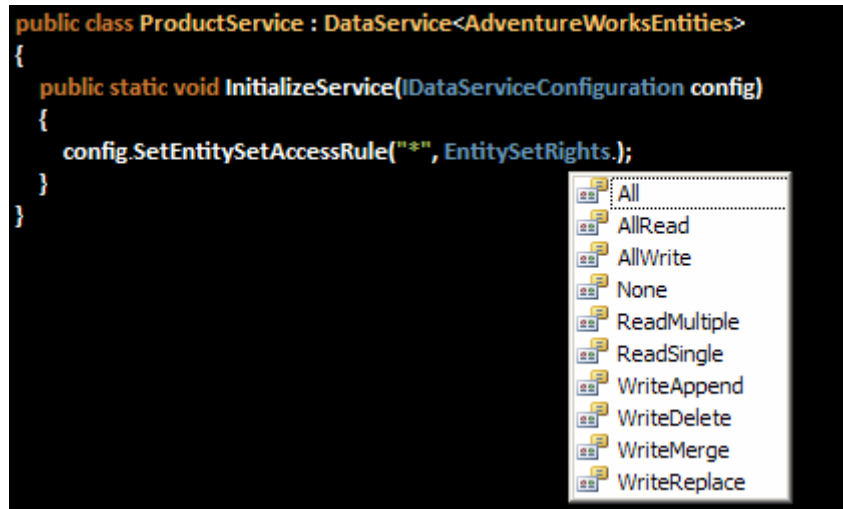 public class ProductService : DataService<AdventureWorksEntities>
{
public static void InitializeService(IDataServiceConfiguration config)
{
config.SetEntitySetAccessRule("*", EntitySetRights.);
}
}
All
AllRead
AllWrite
None
ReadMultiple
ReadSingle
WriteAppend
WriteDelete
WriteMerge
WriteReplace